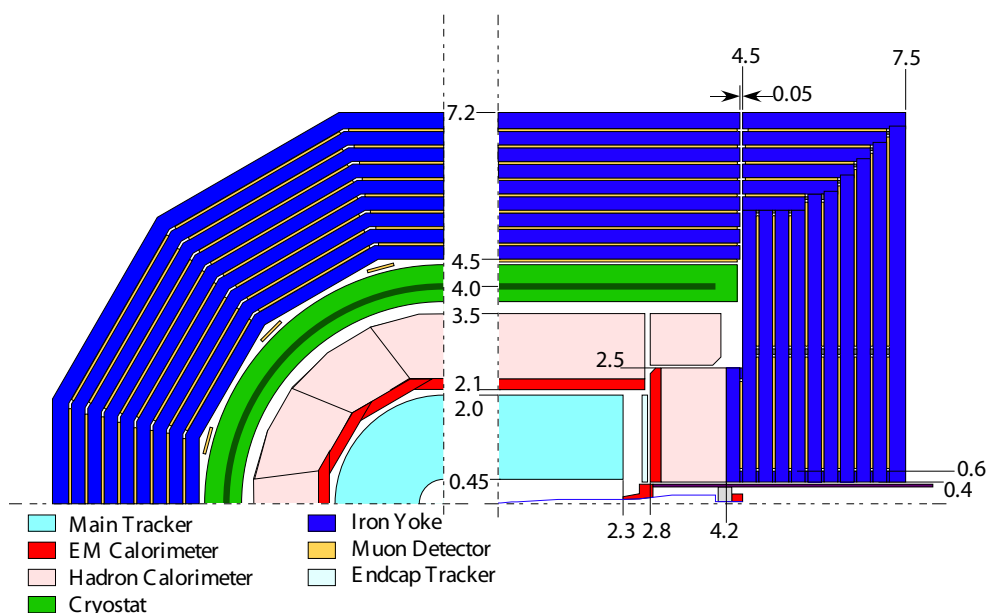 4.5
7.5
0.05
7.2
4.5
4.0
3.5
2.5
2.1
2.0
0.45
0.6
0.4
2.3
2.8
4.2
Main Tracker
EM Calorimeter
Hadron Calorimeter
Cryostat
Iron Yoke
Muon Detector
Endcap Tracker